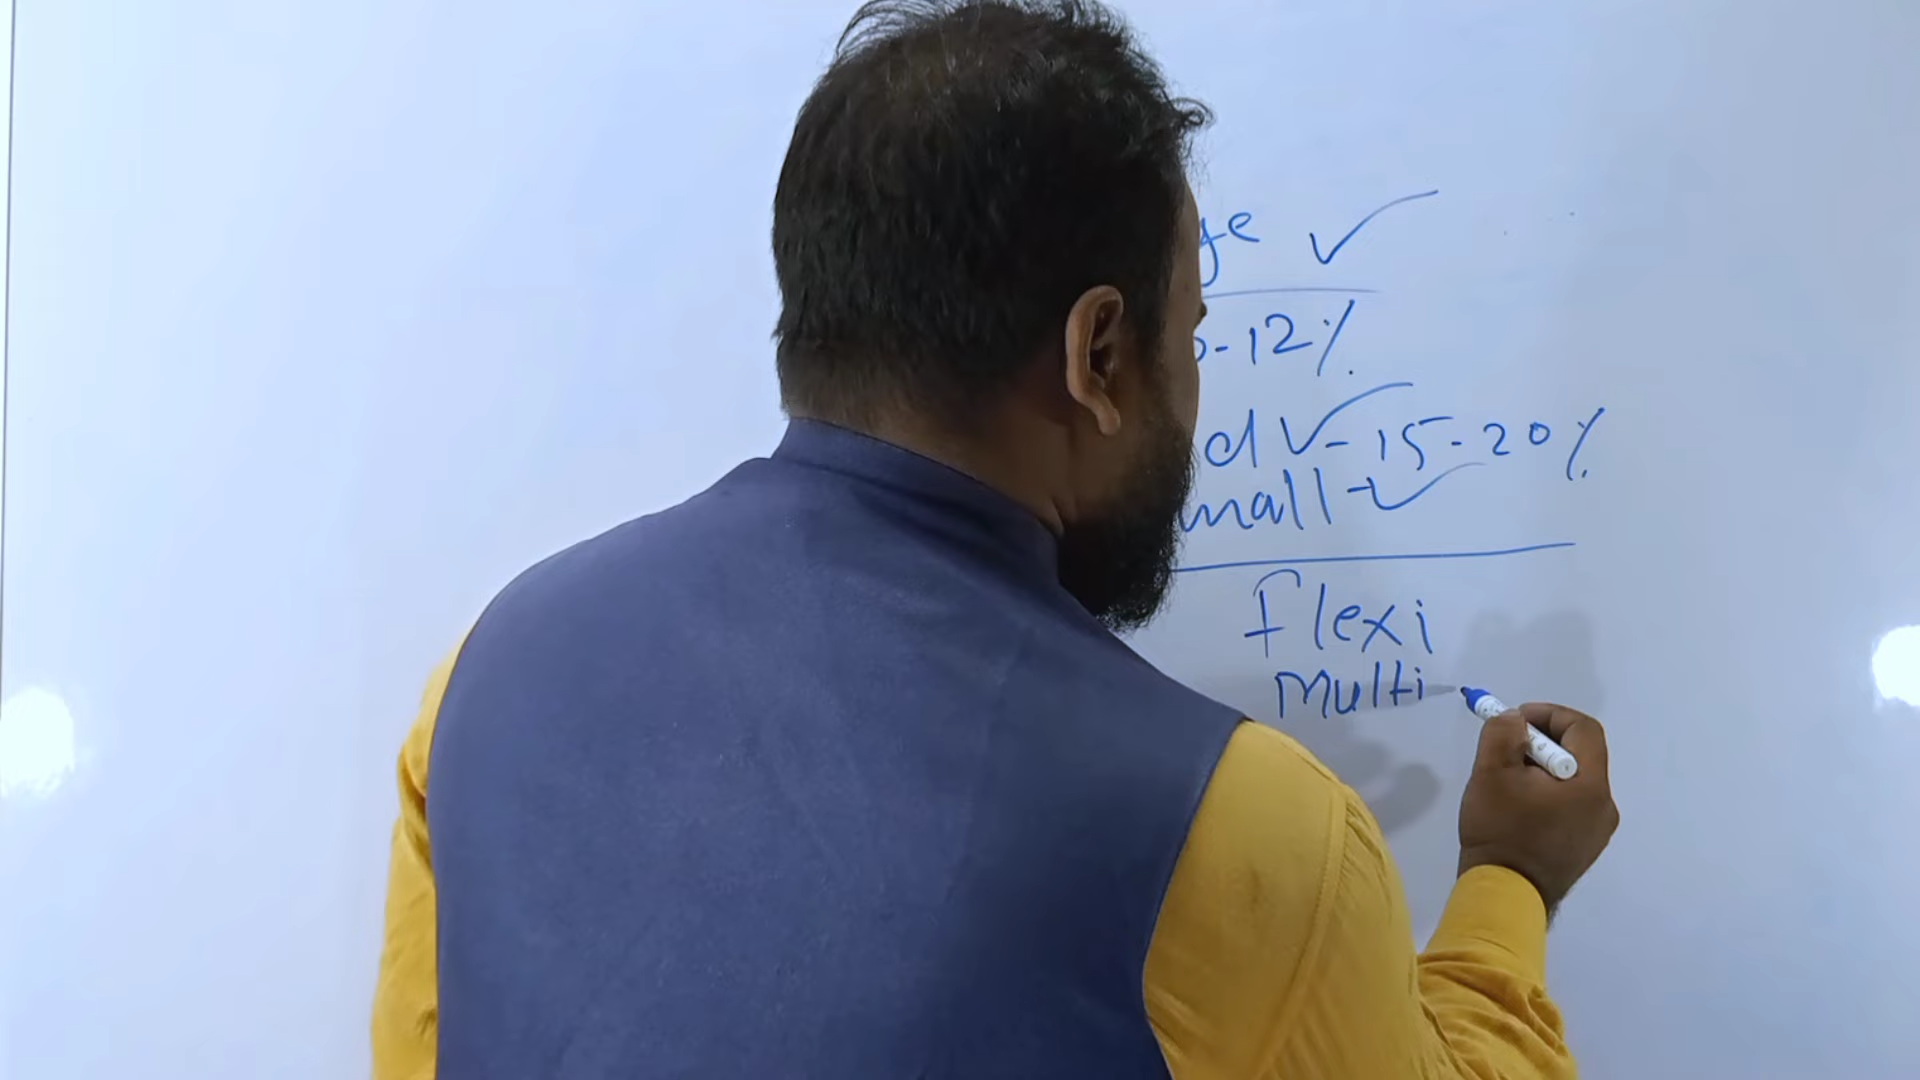 ge ✓
-12%
d ✓-15-20%
mall-✓
Flexi
Multi